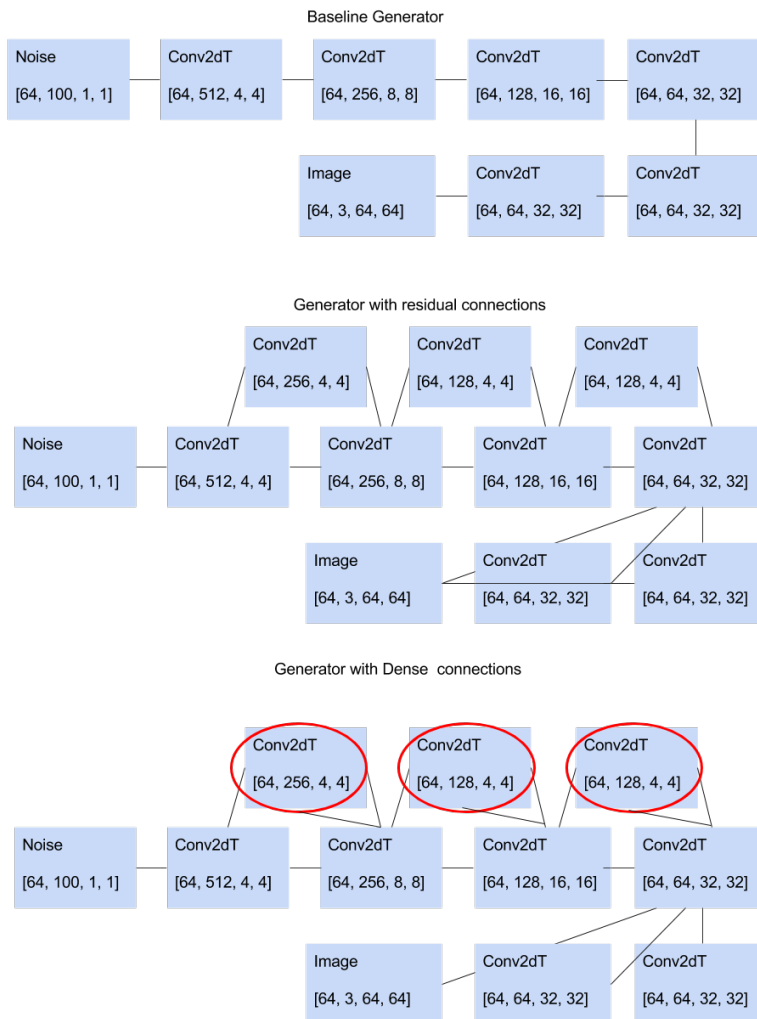 Baseline Generator
Noise
[64, 100, 1, 1]
Conv2dT
[64, 512, 4, 4]
Conv2dT
[64, 256, 8, 8]
Conv2dT
[64, 128, 16, 16]
Conv2dT
[64, 64, 32, 32]
Image
[64, 3, 64, 64]
Conv2dT
[64, 64, 32, 32]
Conv2dT
[64, 64, 32, 32]
Generator with residual connections
Conv2dT
[64, 256, 4, 4]
Conv2dT
[64, 128, 4, 4]
Conv2dT
[64, 128, 4, 4]
Noise
[64, 100, 1, 1]
Conv2dT
[64, 512, 4, 4]
Conv2dT
[64, 256, 8, 8]
Conv2dT
[64, 128, 16, 16]
Conv2dT
[64, 64, 32, 32]
Image
[64, 3, 64, 64]
Conv2dT
[64, 64, 32, 32]
Conv2dT
[64, 64, 32, 32]
Generator with Dense connections
Conv2dT
[64, 256, 4, 4]
Conv2dT
[64, 128, 4, 4]
Conv2dT
[64, 128, 4, 4]
Noise
[64, 100, 1, 1]
Conv2dT
[64, 512, 4, 4]
Conv2dT
[64, 256, 8, 8]
Conv2dT
[64, 128, 16, 16]
Conv2dT
[64, 64, 32, 32]
Image
[64, 3, 64, 64]
Conv2dT
[64, 64, 32, 32]
Conv2dT
[64, 64, 32, 32]